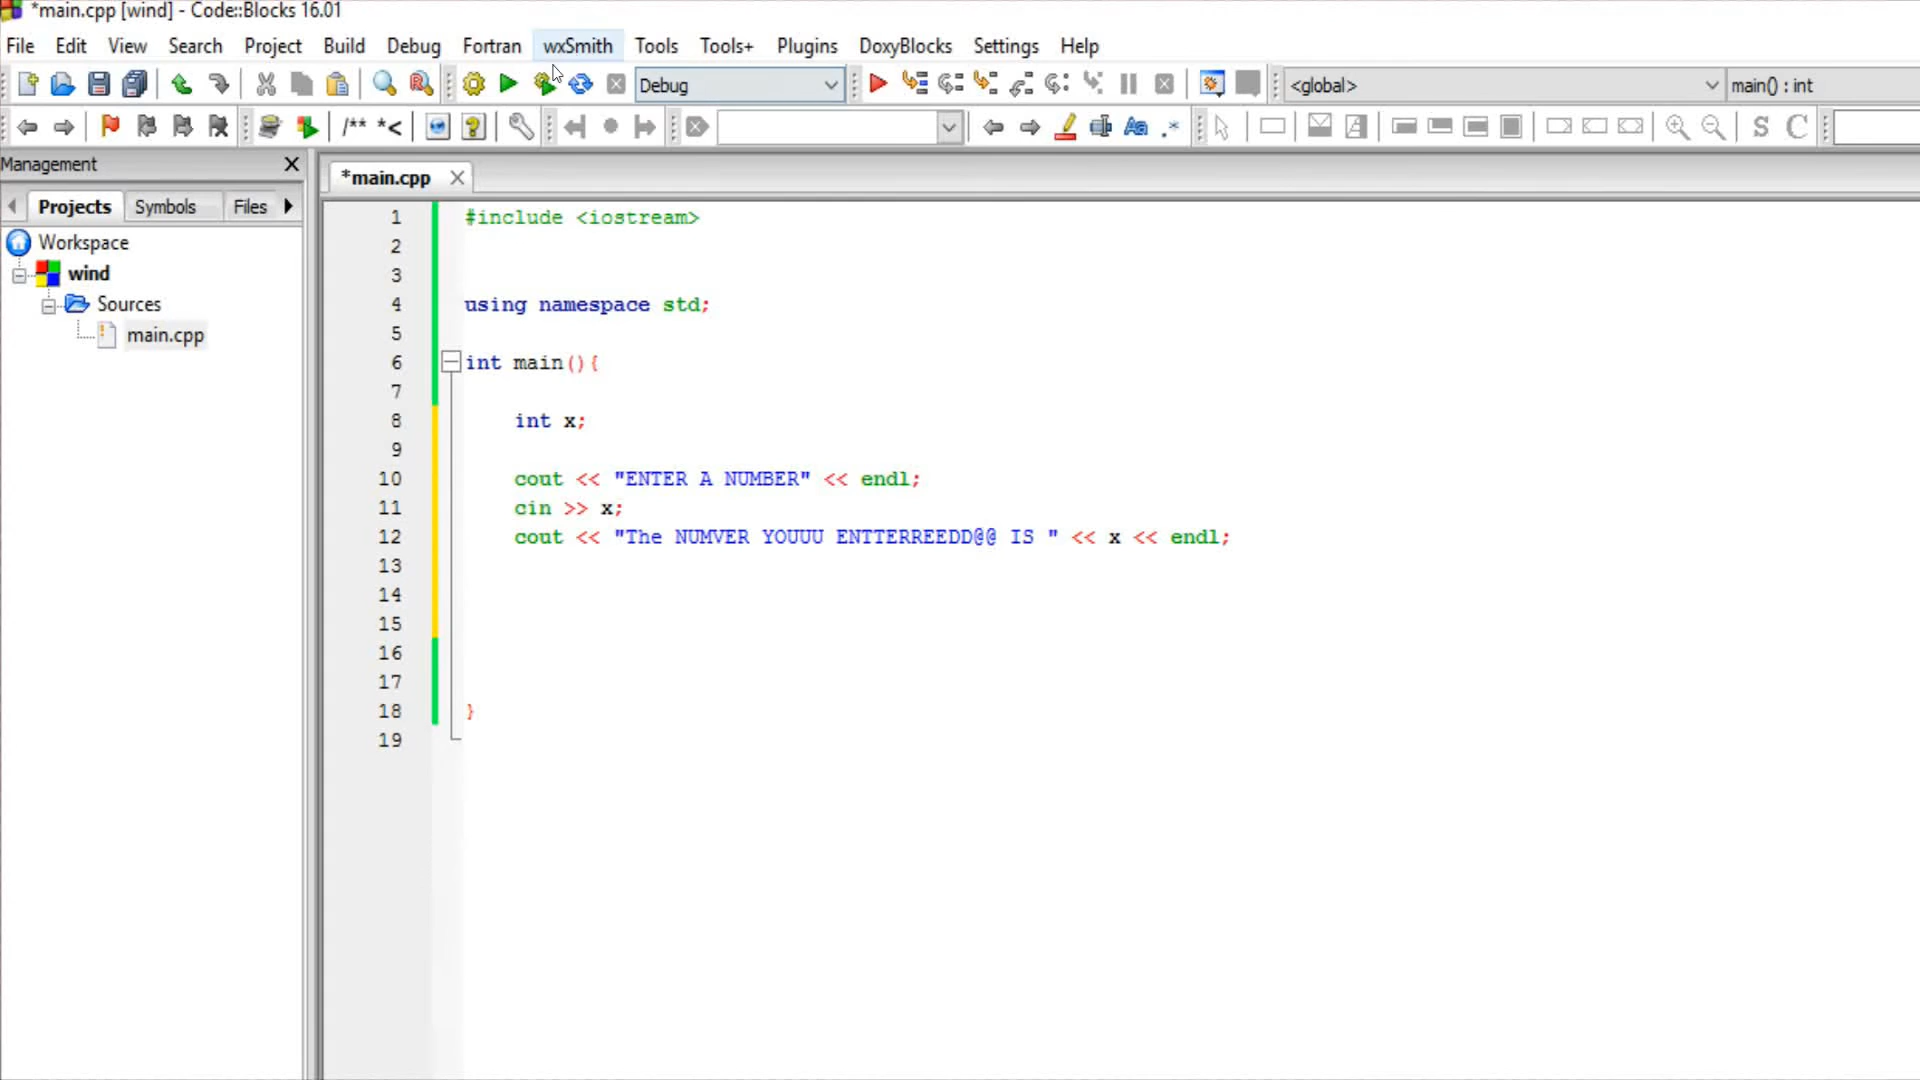 *main.cpp [wind] - Code::Blocks 16.01
File Edit View Search Project Build Debug Fortran wxSmith Tools Tools+ Plugins DoxyBlocks Settings Help
Debug <global> main() : int
/** *< Aa .* S C
Management
*main.cpp
Projects Symbols Files
Workspace
wind
Sources
main.cpp
1 #include <iostream>
2
3
4 using namespace std;
5
6 int main(){
7
8 int x;
9
10 cout << "ENTER A NUMBER" << endl;
11 cin >> x;
12 cout << "The NUMVER YOUUU ENTTERREEDD@@ IS " << x << endl;
13
14
15
16
17
18 }
19